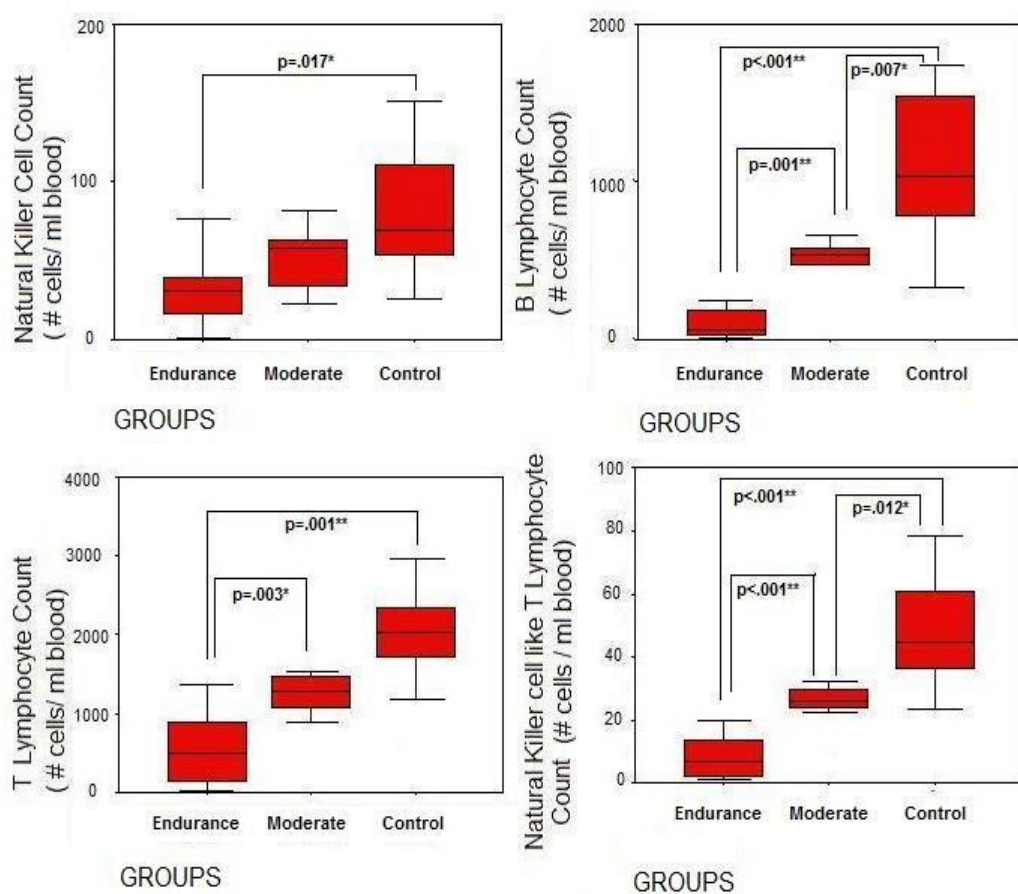 Natural Killer Cell Count
( # cells/ ml blood)
200
100
0
p=.017*
Endurance Moderate Control
GROUPS
B Lymphocyte Count
( # cells/ ml blood)
2000
1000
0
p<.001**
p=.007*
p=.001**
Endurance Moderate Control
GROUPS
T Lymphocyte Count
( # cells/ ml blood)
4000
3000
2000
1000
0
p=.001**
p=.003*
Endurance Moderate Control
GROUPS
Natural Killer cell like T Lymphocyte
Count (# cells / ml blood)
100
80
60
40
20
0
p<.001**
p=.012*
p<.001**
Endurance Moderate Control
GROUPS